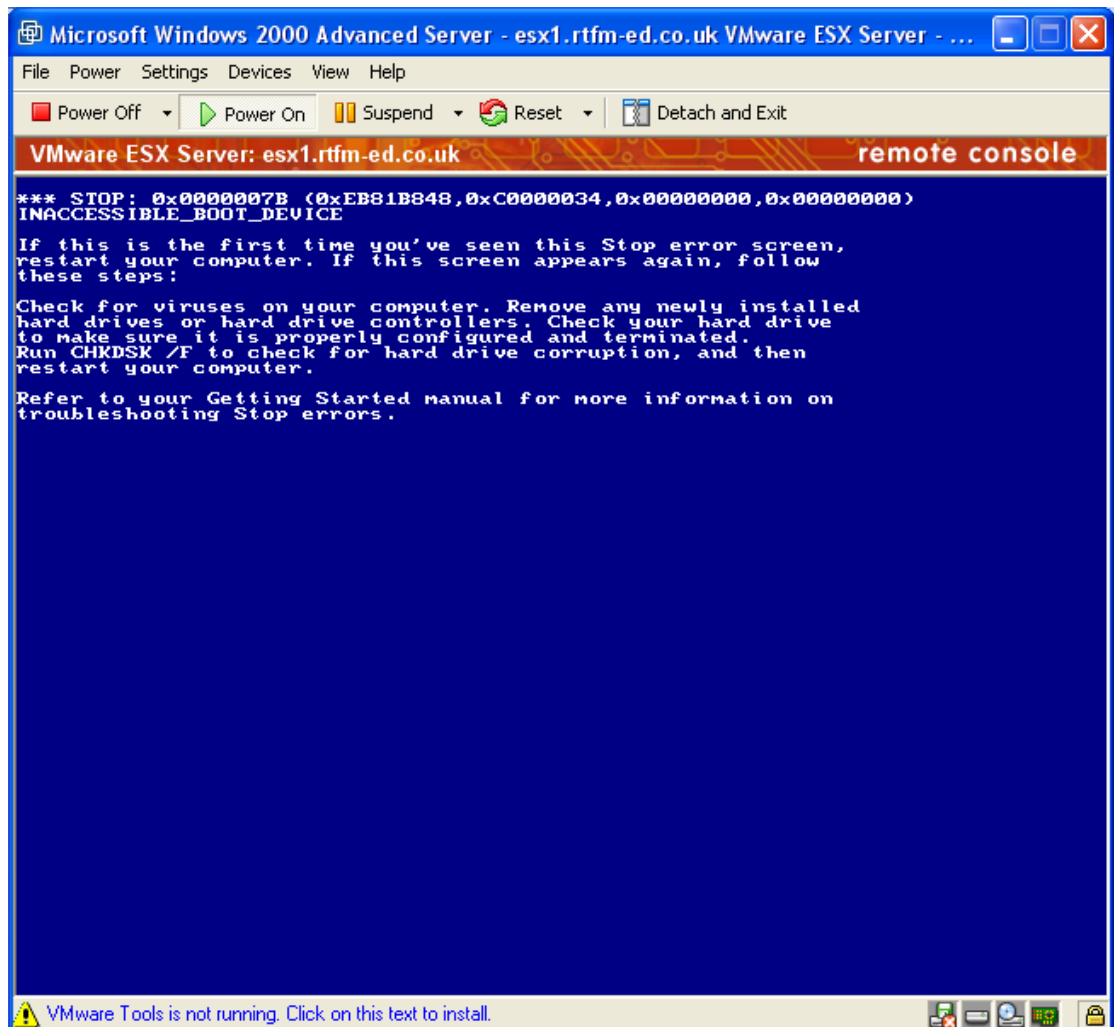 Microsoft Windows 2000 Advanced Server - esx1.rtfm-ed.co.uk VMware ESX Server - ...
File Power Settings Devices View Help
Power Off Power On Suspend Reset Detach and Exit
VMware ESX Server: esx1.rtfm-ed.co.uk remote console
*** STOP: 0x0000007B (0xEB81B848,0xC0000034,0x00000000,0x00000000)
INACCESSIBLE_BOOT_DEVICE
If this is the first time you've seen this Stop error screen,
restart your computer. If this screen appears again, follow
these steps:
Check for viruses on your computer. Remove any newly installed
hard drives or hard drive controllers. Check your hard drive
to make sure it is properly configured and terminated.
Run CHKDSK /F to check for hard drive corruption, and then
restart your computer.
Refer to your Getting Started manual for more information on
troubleshooting Stop errors.
VMware Tools is not running. Click on this text to install.